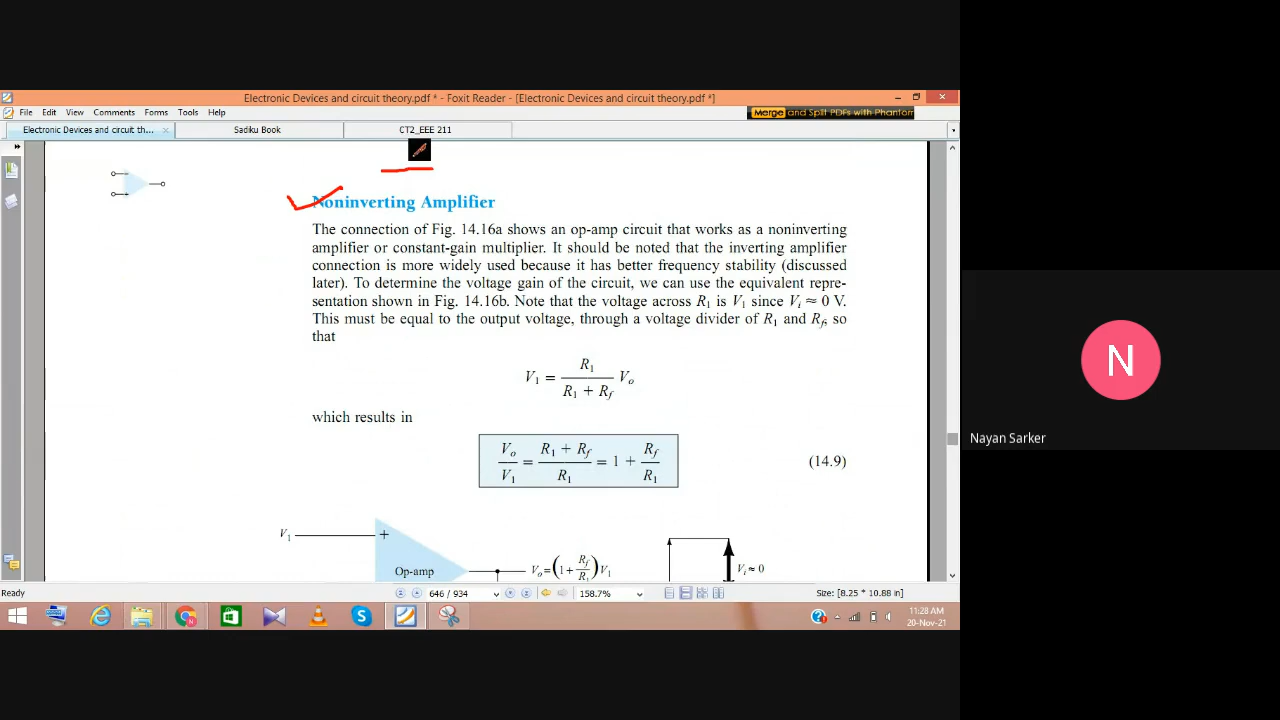 Electronic Devices and circuit theory.pdf * - Foxit Reader - [Electronic Devices and circuit theory.pdf *]
File Edit View Comments Forms Tools Help
Merge and Split PDFs with Phantom
Electronic Devices and circuit th... Sadiku Book CT2_EEE 211
Noninverting Amplifier
The connection of Fig. 14.16a shows an op-amp circuit that works as a noninverting
amplifier or constant-gain multiplier. It should be noted that the inverting amplifier
connection is more widely used because it has better frequency stability (discussed
later). To determine the voltage gain of the circuit, we can use the equivalent repre-
sentation shown in Fig. 14.16b. Note that the voltage across R₁ is V₁ since Vᵢ ≈ 0 V.
This must be equal to the output voltage, through a voltage divider of R₁ and R_f, so
that
V₁ = R₁ / (R₁ + R_f) V_o
which results in
V_o / V₁ = (R₁ + R_f) / R₁ = 1 + R_f / R₁ (14.9)
V₁ +
Op-amp V_o = (1 + R_f / R₁) V₁ Vᵢ ≈ 0
Ready 646 / 934 158.7% Size: [8.25 * 10.88 in]
11:28 AM
20-Nov-21
N
Nayan Sarker